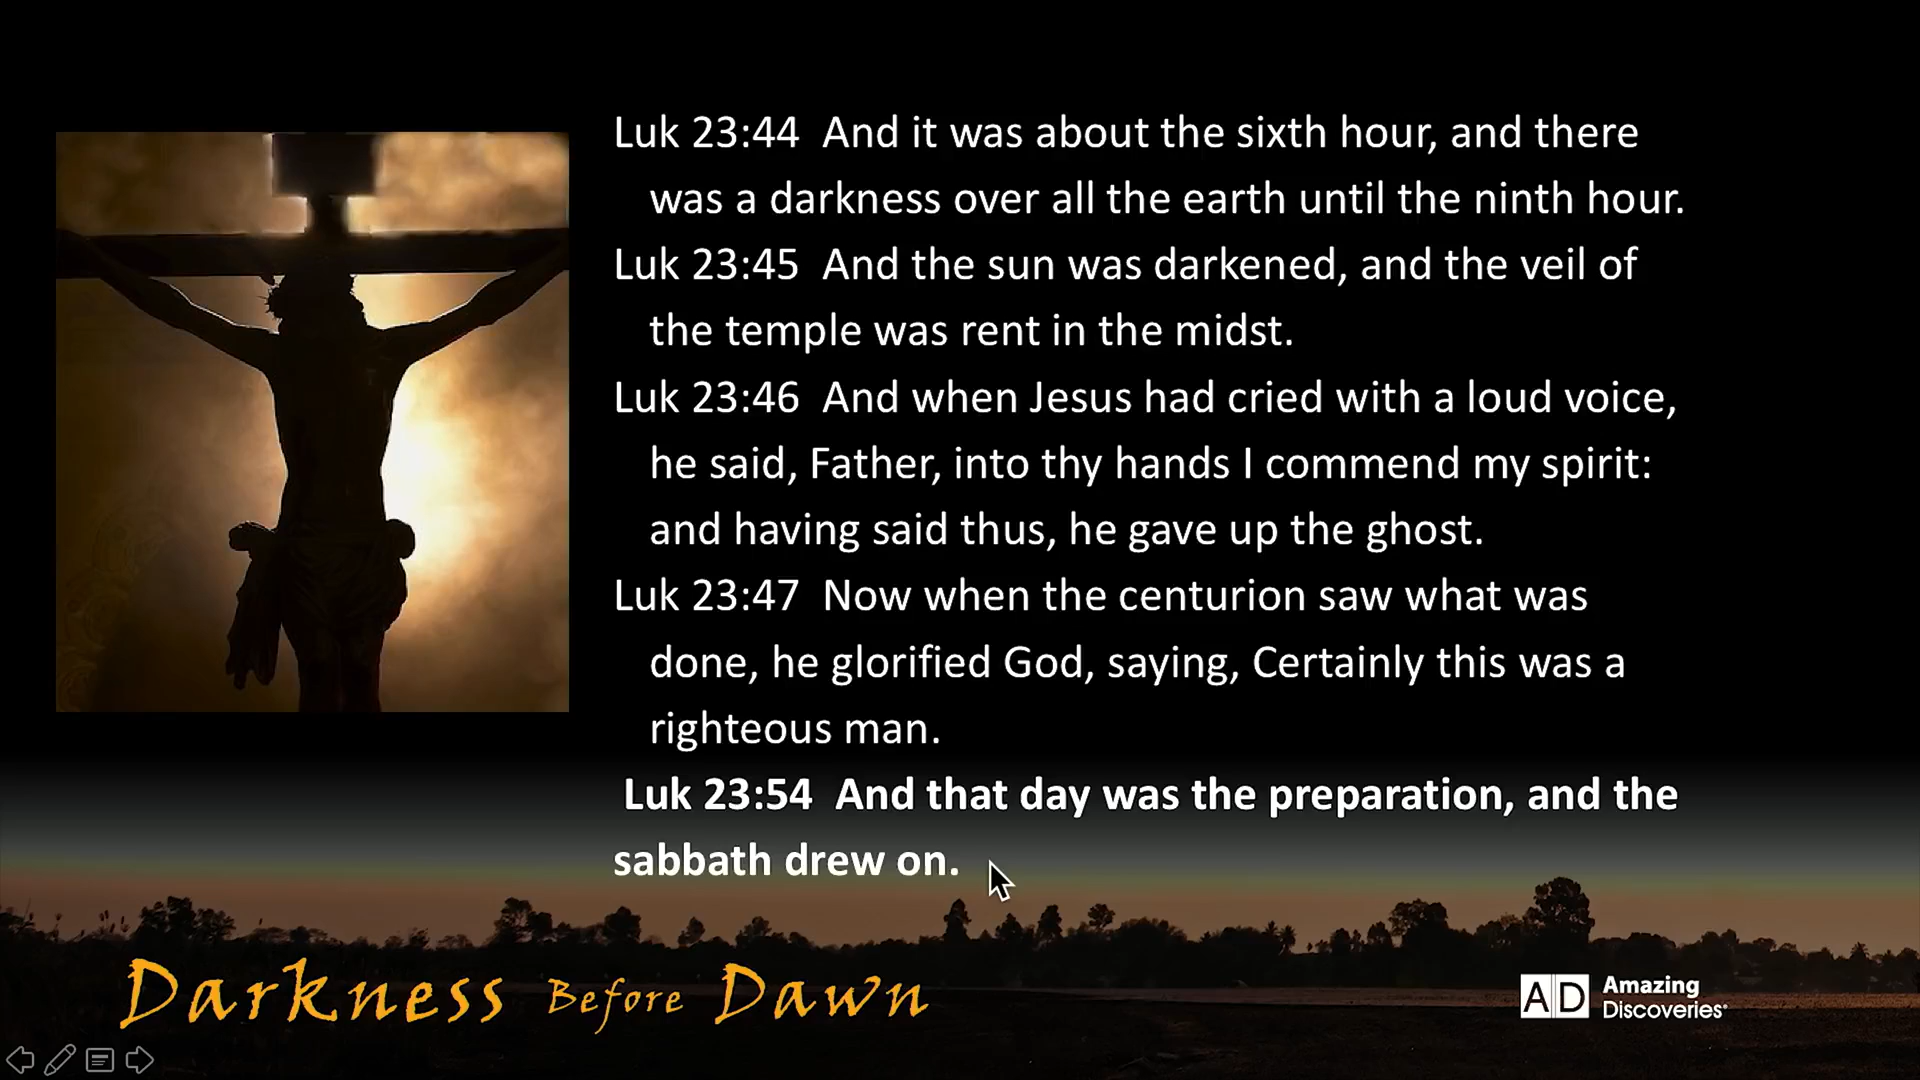 Luk 23:44  And it was about the sixth hour, and there
was a darkness over all the earth until the ninth hour.
Luk 23:45  And the sun was darkened, and the veil of
the temple was rent in the midst.
Luk 23:46  And when Jesus had cried with a loud voice,
he said, Father, into thy hands I commend my spirit:
and having said thus, he gave up the ghost.
Luk 23:47  Now when the centurion saw what was
done, he glorified God, saying, Certainly this was a
righteous man.
Luk 23:54  And that day was the preparation, and the
sabbath drew on.
Darkness Before Dawn
AD Amazing
Discoveries